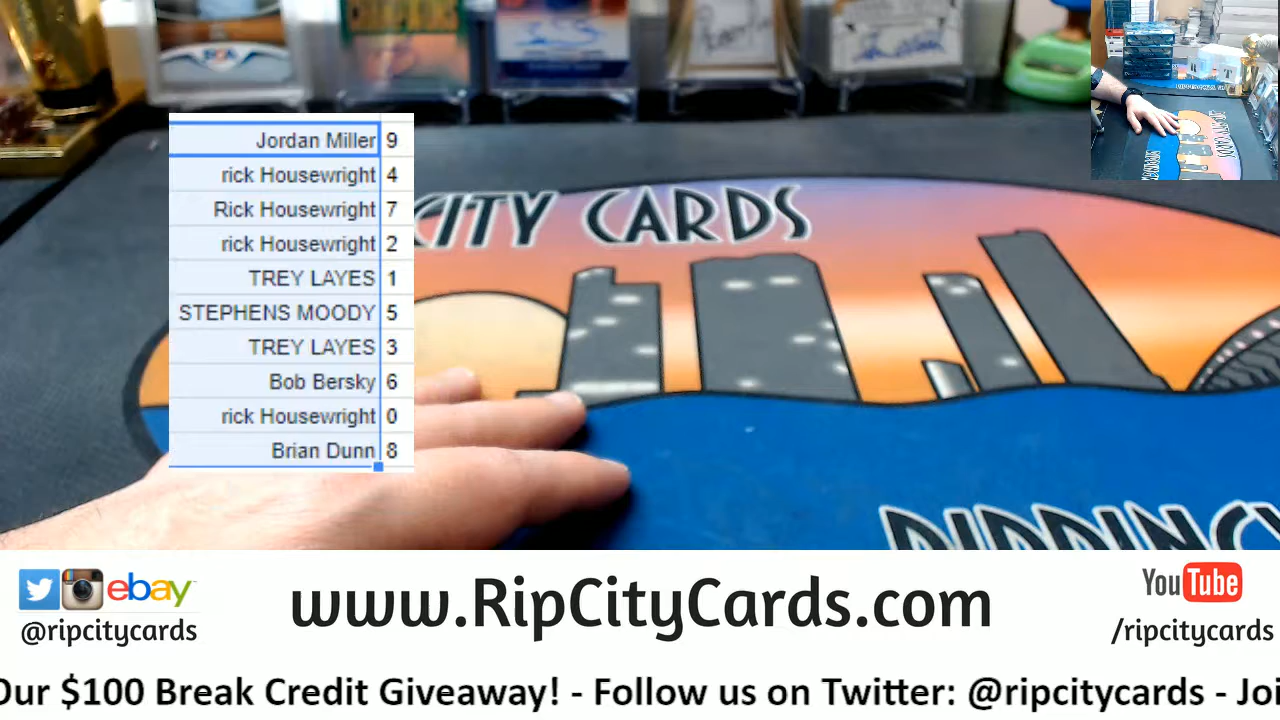 Jordan Miller 9
rick Housewright 4
Rick Housewright 7
rick Housewright 2
TREY LAYES 1
STEPHENS MOODY 5
TREY LAYES 3
Bob Bersky 6
rick Housewright 0
Brian Dunn 8
CITY CARDS
ebay
@ripcitycards
www.RipCityCards.com
YouTube
/ripcitycards
Our $100 Break Credit Giveaway! - Follow us on Twitter: @ripcitycards - Joi